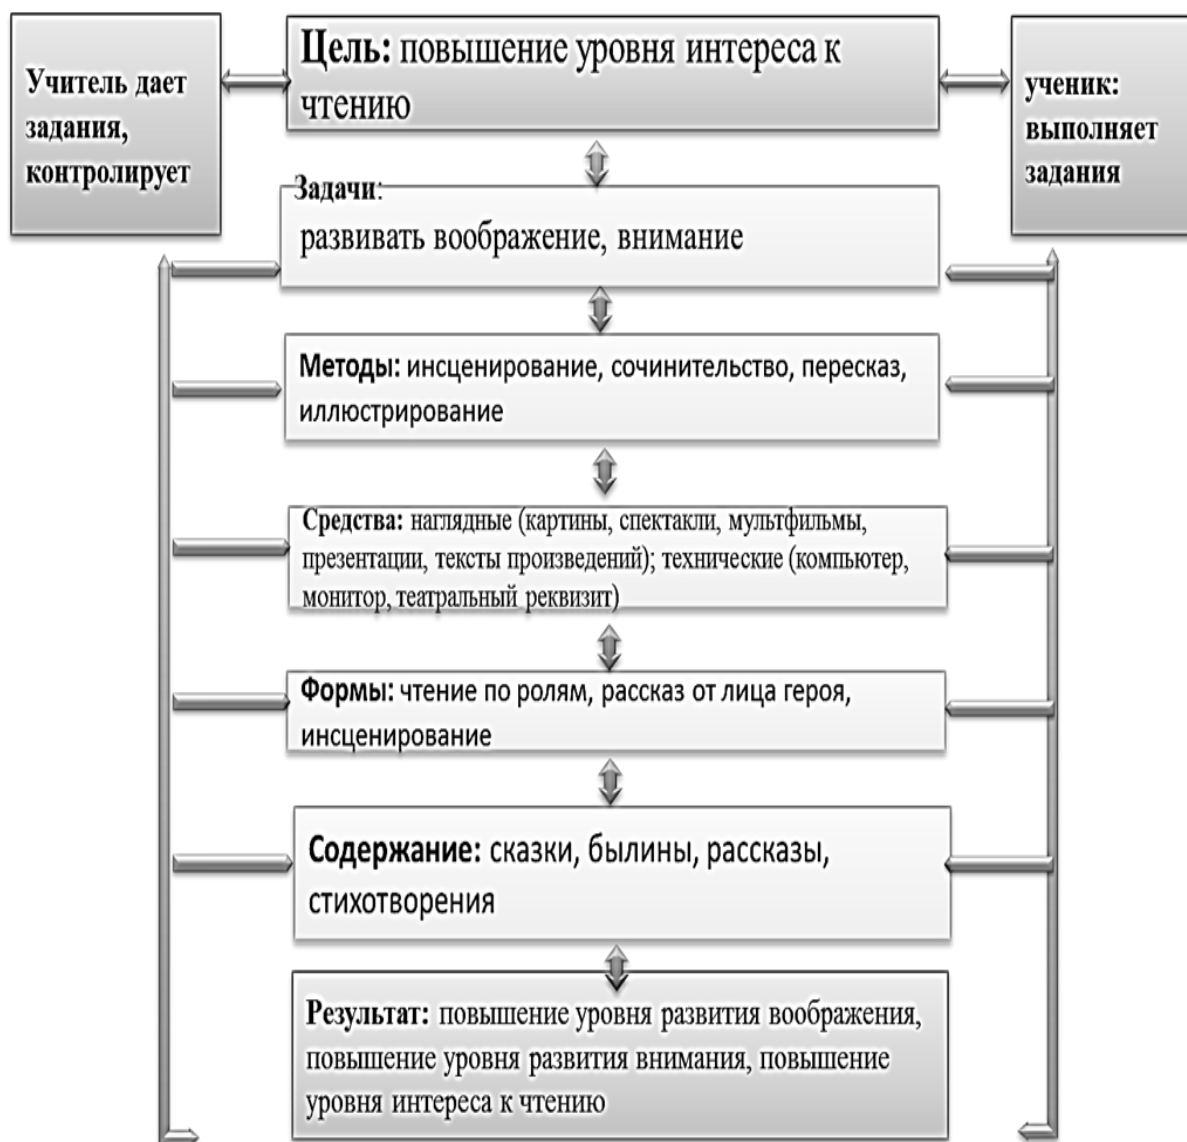 Цель: повышение уровня интереса к
чтению
Учитель дает
задания,
контролирует
ученик:
выполняет
задания
Задачи:
развивать воображение, внимание
Методы: инсценирование, сочинительство, пересказ,
иллюстрирование
Средства: наглядные (картины, спектакли, мультфильмы,
презентации, тексты произведений); технические (компьютер,
монитор, театральный реквизит)
Формы: чтение по ролям, рассказ от лица героя,
инсценирование
Содержание: сказки, былины, рассказы,
стихотворения
Результат: повышение уровня развития воображения,
повышение уровня развития внимания, повышение
уровня интереса к чтению